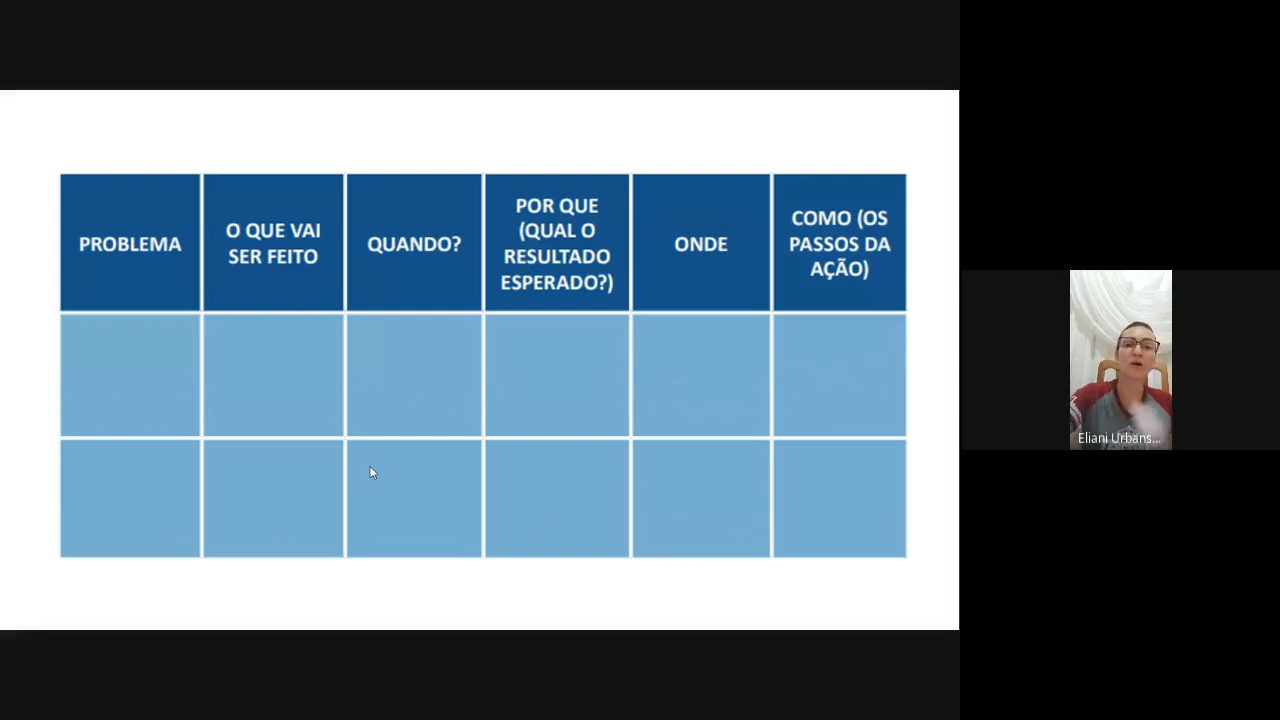 PROBLEMA
O QUE VAI
SER FEITO
QUANDO?
POR QUE
(QUAL O
RESULTADO
ESPERADO?)
ONDE
COMO (OS
PASSOS DA
AÇÃO)
Eliani Urbans...